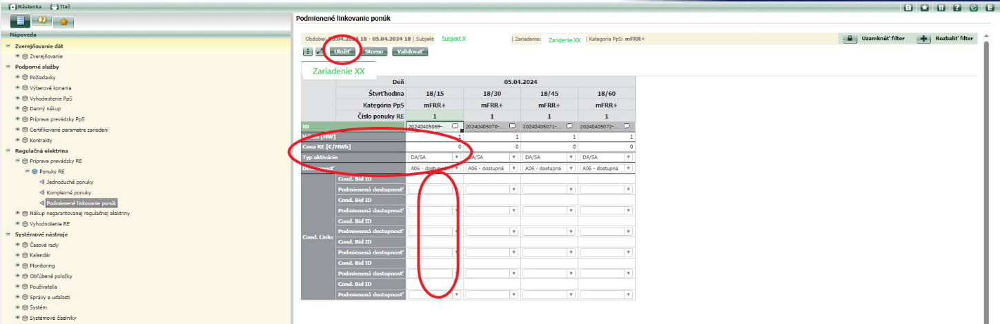 Nástenka Tlač
Nápoveda
Zverejňovanie dát
Zverejňovanie
Podporné služby
Požiadavky
Výberové konania
Vyhodnotenie PpS
Denný nákup
Príprava prevádzky PpS
Certifikované parametre zariadení
Kontrakty
Regulačná elektrina
Príprava prevádzky RE
Ponuky RE
Jednoduché ponuky
Komplexné ponuky
Podmienené linkovanie ponúk
Nákup negarantovanej regulačnej elektriny
Vyhodnotenie RE
Systémové nástroje
Časové rady
Kalendár
Monitoring
Obľúbené položky
Používatelia
Správy a udalosti
Systém
Systémové číselníky
Podmienené linkovanie ponúk
Obdobie: 05.04.2024 18 - 05.04.2024 18 | Subjekt: Subjekt X | Zariadenie: Zaridenie XX | Kategoria PpS: mFRR+
Uzamknúť filter Rozbaliť filter
Uložiť Storno Validovať
Zariadenie XX
Deň 05.04.2024
Štvrťhodina 18/15 18/30 18/45 18/60
Kategória PpS mFRR+ mFRR+ mFRR+ mFRR+
Číslo ponuky RE 1 1 1 1
ID 20240405069-... 20240405070-... 20240405071-... 20240405072-...
Výkon [MW] 1 1 1 1
Cena RE [€/MWh] 0 0 0 0
Typ aktivácie DA/SA DA/SA DA/SA DA/SA
Dostupnosť A06 - dostupná A06 - dostupná A06 - dostupná A06 - dostupná
Cond. Links
Cond. Bid ID
Podmienená dostupnosť
Cond. Bid ID
Podmienená dostupnosť
Cond. Bid ID
Podmienená dostupnosť
Cond. Bid ID
Podmienená dostupnosť
Cond. Bid ID
Podmienená dostupnosť
Cond. Bid ID
Podmienená dostupnosť